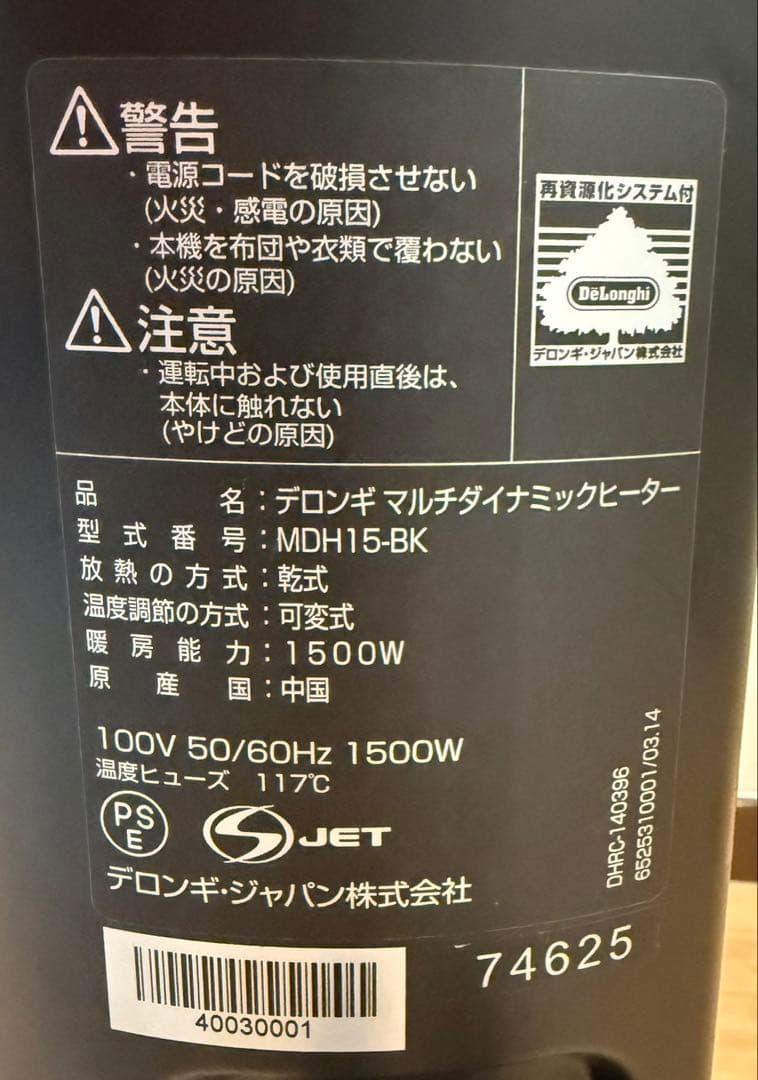 警告
・電源コードを破損させない
(火災・感電の原因)
・本機を布団や衣類で覆わない
(火災の原因)
注意
・運転中および使用直後は、
本体に触れない
(やけどの原因)
再資源化システム付
DēLonghi
デロンギ・ジャパン株式会社
品名：デロンギ マルチダイナミックヒーター
型式番号：MDH15-BK
放熱の方式：乾式
温度調節の方式：可変式
暖房能力：1500W
原産国：中国
100V 50/60Hz 1500W
温度ヒューズ 117℃
PS
E
S JET
デロンギ・ジャパン株式会社
DHRC-140396
6525310001/03.14
40030001
74625